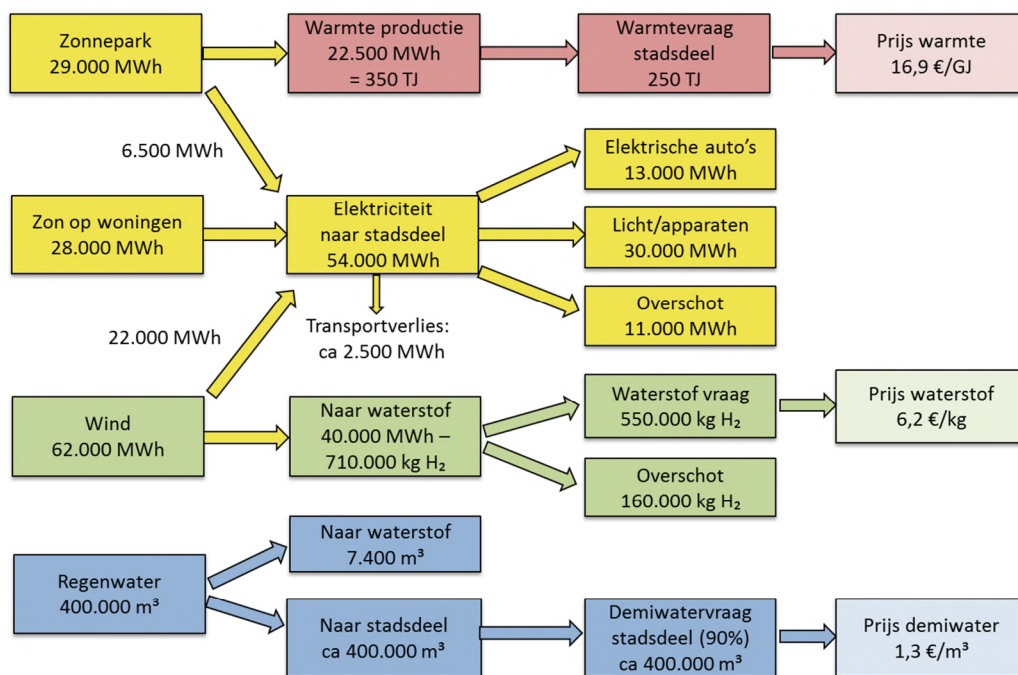 Zonnepark
29.000 MWh
Warmte productie
22.500 MWh
= 350 TJ
Warmtevraag
stadsdeel
250 TJ
Prijs warmte
16,9 €/GJ
6.500 MWh
Elektrische auto’s
13.000 MWh
Zon op woningen
28.000 MWh
Elektriciteit
naar stadsdeel
54.000 MWh
Licht/apparaten
30.000 MWh
Overschot
11.000 MWh
22.000 MWh
Transportverlies:
ca 2.500 MWh
Wind
62.000 MWh
Naar waterstof
40.000 MWh –
710.000 kg H₂
Waterstof vraag
550.000 kg H₂
Prijs waterstof
6,2 €/kg
Overschot
160.000 kg H₂
Regenwater
400.000 m³
Naar waterstof
7.400 m³
Naar stadsdeel
ca 400.000 m³
Demiwatervraag
stadsdeel (90%)
ca 400.000 m³
Prijs demiwater
1,3 €/m³